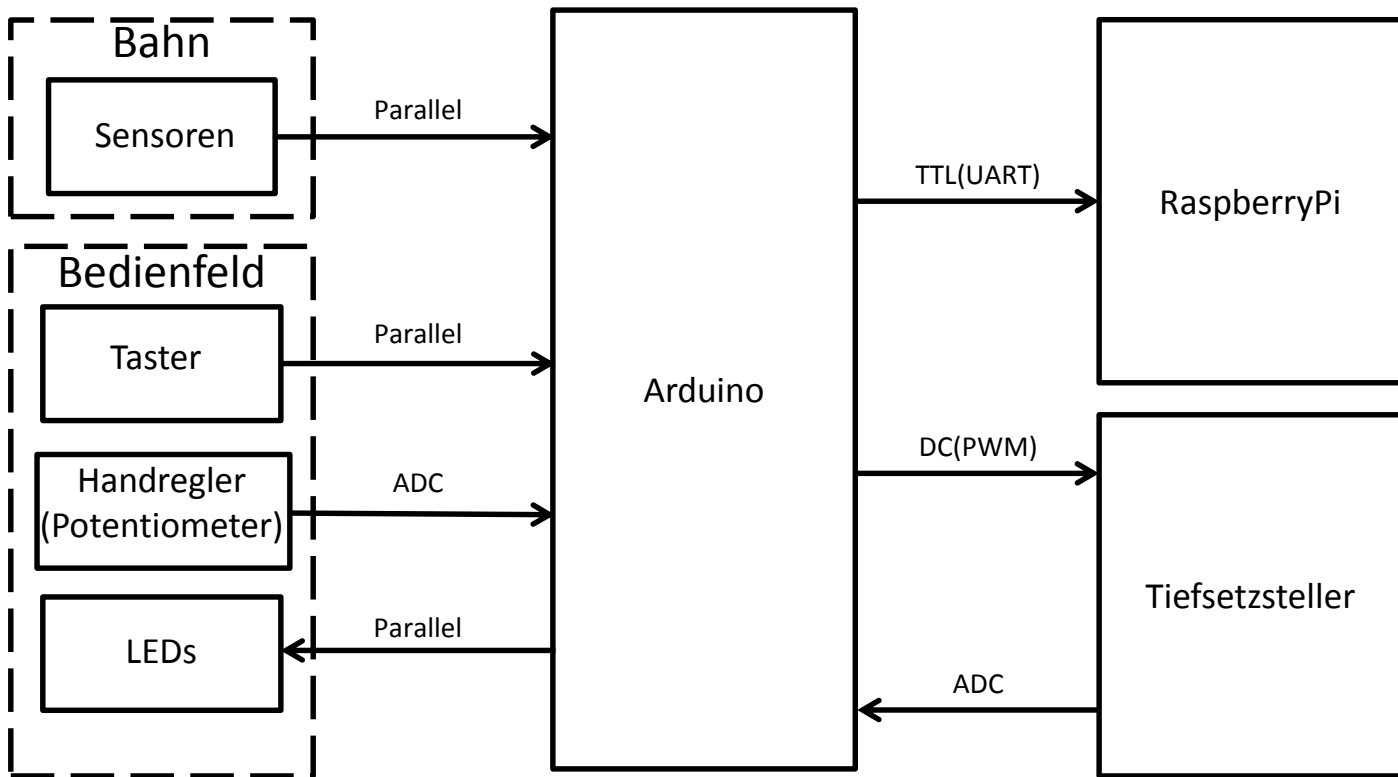 Bahn
Sensoren
Parallel
Bedienfeld
Taster
Parallel
Handregler
(Potentiometer)
ADC
LEDs
Parallel
Arduino
TTL(UART)
RaspberryPi
DC(PWM)
Tiefsetzsteller
ADC